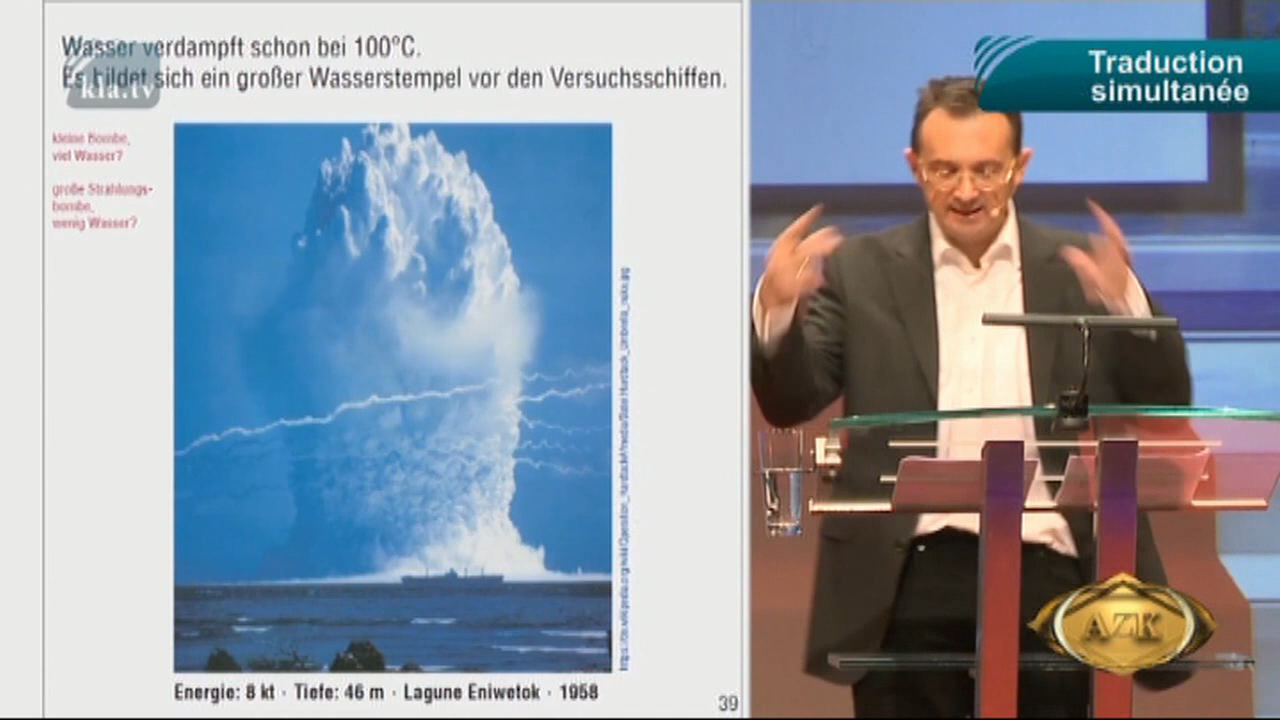 Wasser verdampft schon bei 100°C.
Es bildet sich ein großer Wasserstempel vor den Versuchsschiffen.
kla.tv
kleine Bombe,
viel Wasser?
große Strahlungs-
bombe,
wenig Wasser?
Energie: 8 kt · Tiefe: 46 m · Lagune Eniwetok · 1958
39
Traduction
simultanée
AZK